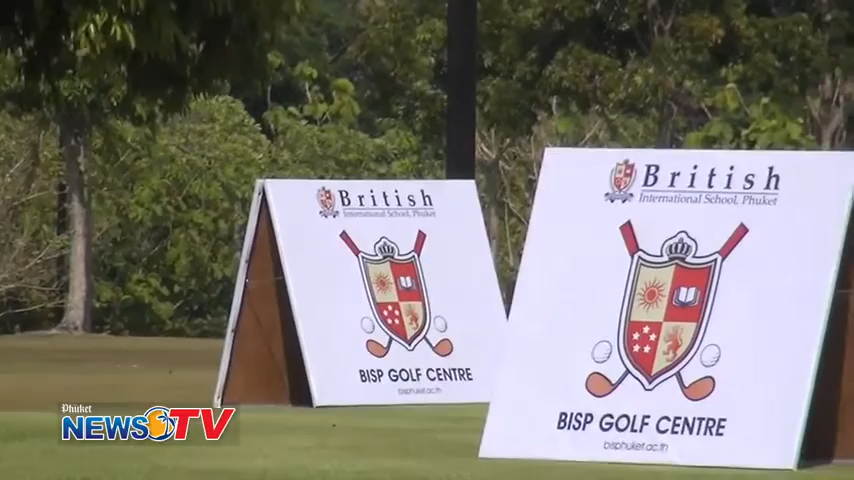 British
International School, Phuket
BISP GOLF CENTRE
bisphuket.ac.th
British
International School, Phuket
BISP GOLF CENTRE
bisphuket.ac.th
Phuket
NEWS TV